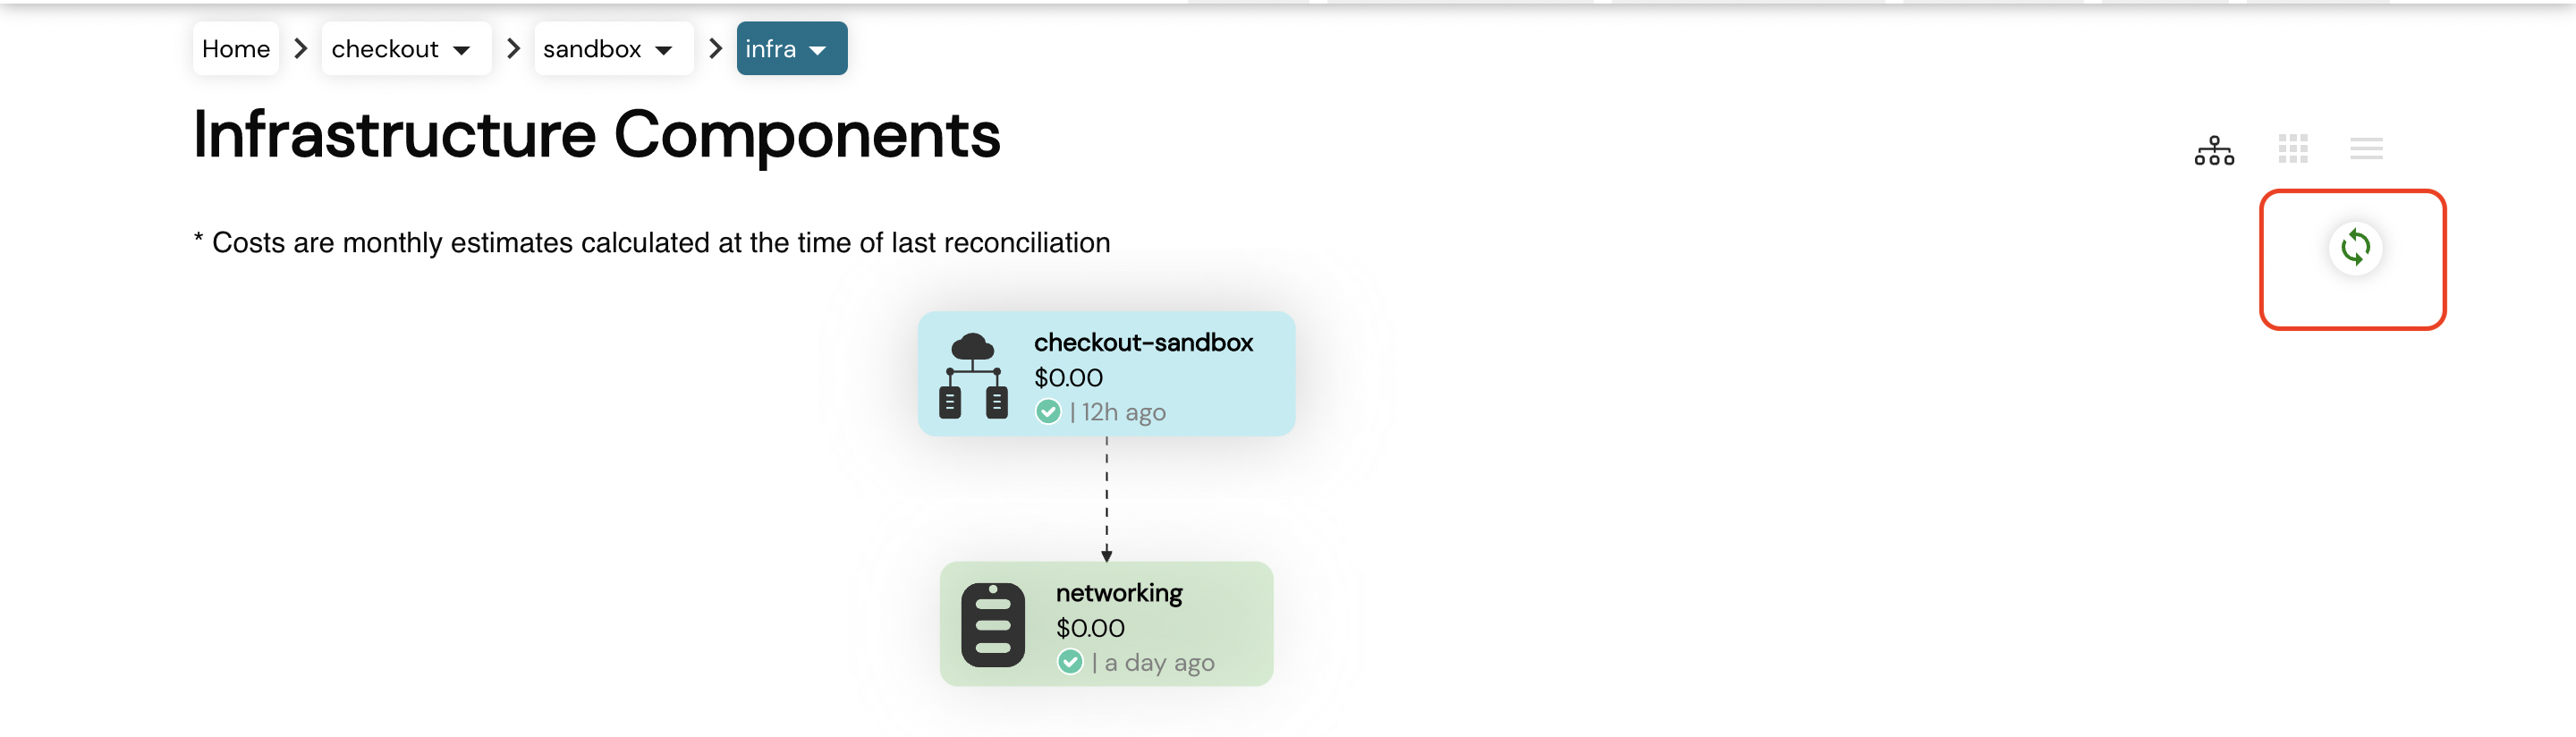 Home > checkout > sandbox > infra
Infrastructure Components
* Costs are monthly estimates calculated at the time of last reconciliation
checkout-sandbox
$0.00
| 12h ago
networking
$0.00
| a day ago